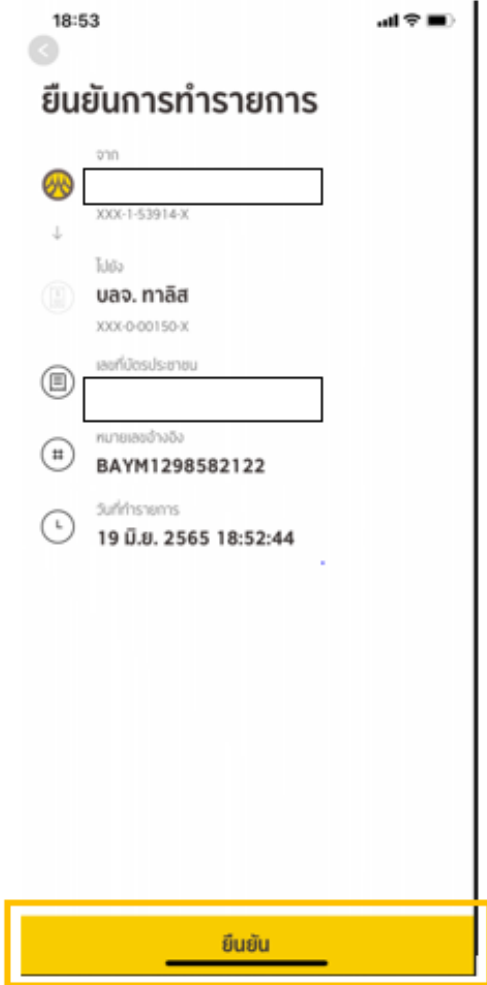 18:53
ยืนยันการทำรายการ
จาก
XXX-1-53914-X
ไปยัง
บลจ. ทาลิส
XXX-0-00150-X
เลขที่บัตรประชาชน
หมายเลขอ้างอิง
BAYM1298582122
วันที่ทำรายการ
19 มิ.ย. 2565 18:52:44
ยืนยัน